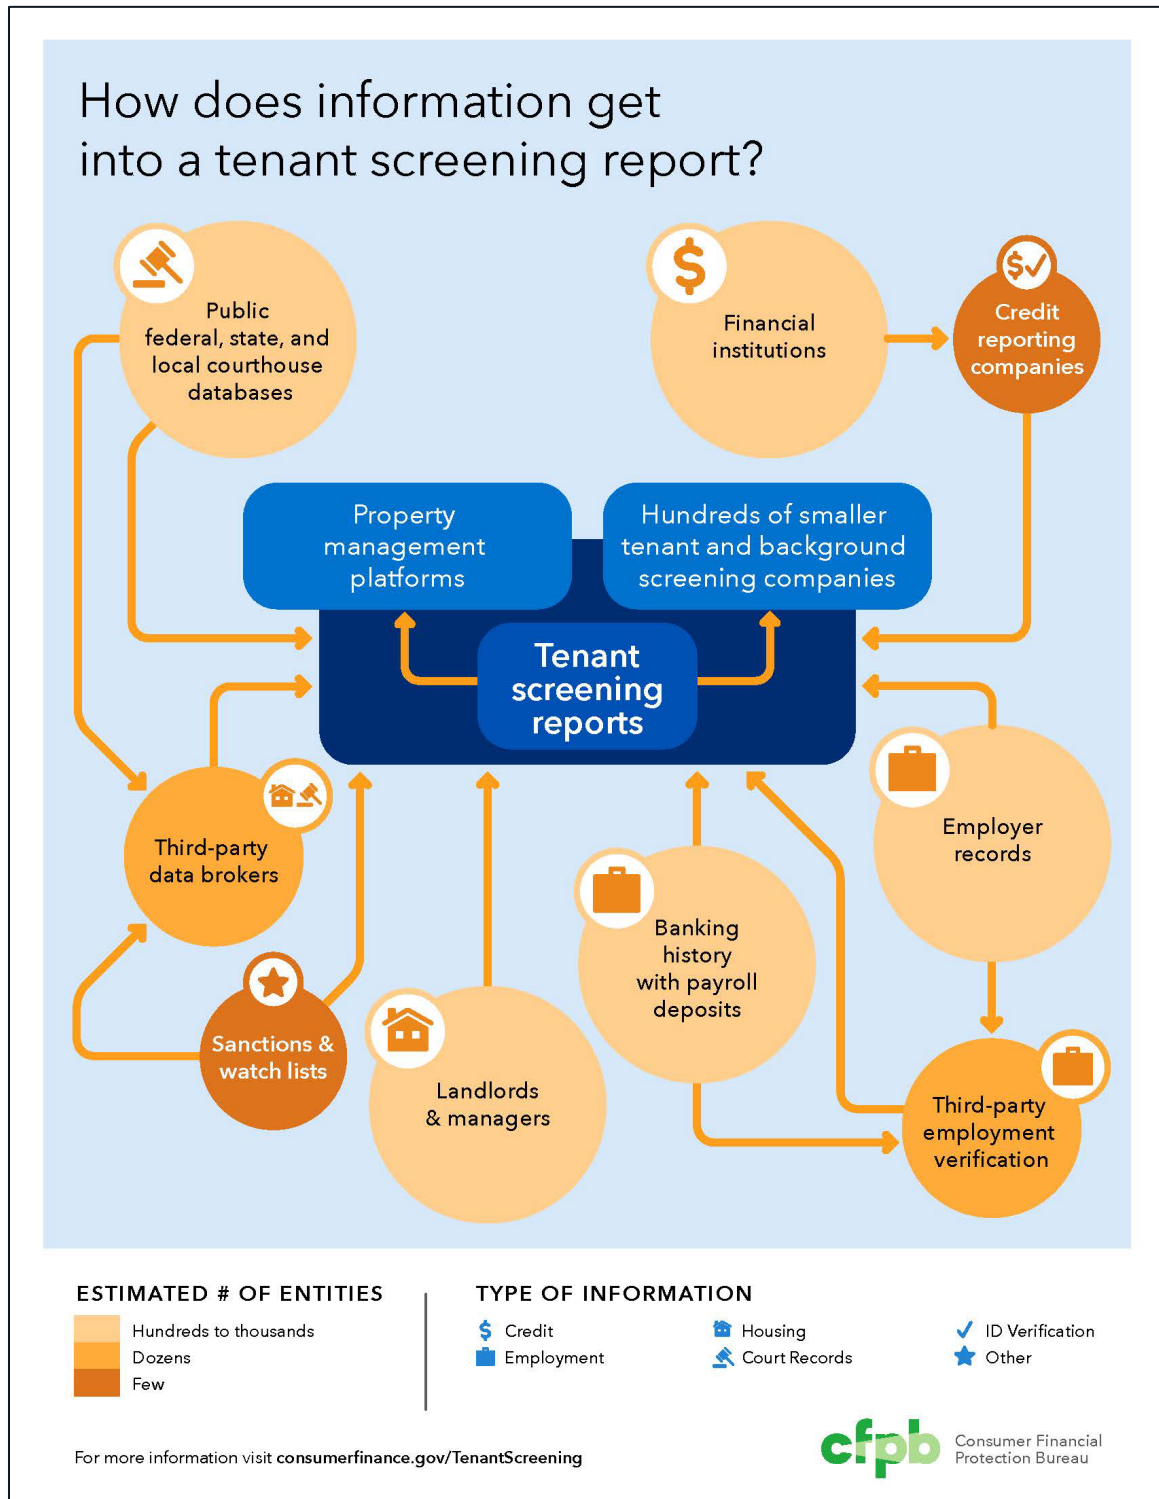 How does information get
into a tenant screening report?
Public
federal, state, and
local courthouse
databases
$
Financial
institutions
$
Credit
reporting
companies
Property
management
platforms
Hundreds of smaller
tenant and background
screening companies
Tenant
screening
reports
Third-party
data brokers
Employer
records
Banking
history
with payroll
deposits
Sanctions &
watch lists
Landlords
& managers
Third-party
employment
verification
ESTIMATED # OF ENTITIES
Hundreds to thousands
Dozens
Few
TYPE OF INFORMATION
$ Credit
Employment
Housing
Court Records
ID Verification
Other
For more information visit consumerfinance.gov/TenantScreening
cfpb
Consumer Financial
Protection Bureau